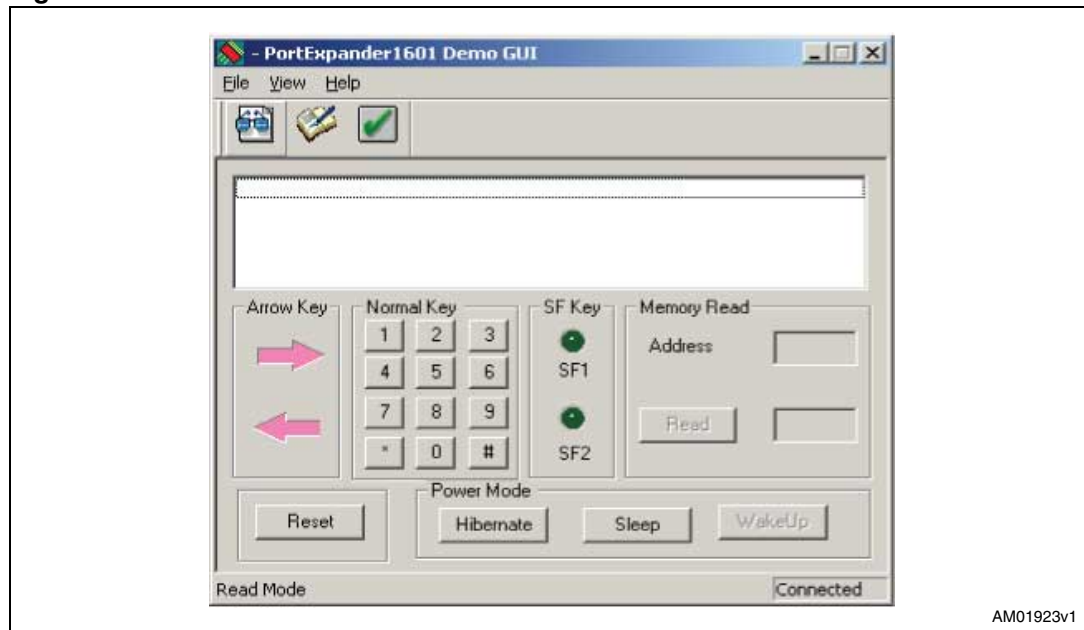 - PortExpander1601 Demo GUI
File View Help
Arrow Key
Normal Key
1 2 3
4 5 6
7 8 9
* 0 #
SF Key
SF1
SF2
Memory Read
Address
Read
Reset
Power Mode
Hibernate Sleep WakeUp
Read Mode Connected
AM01923v1